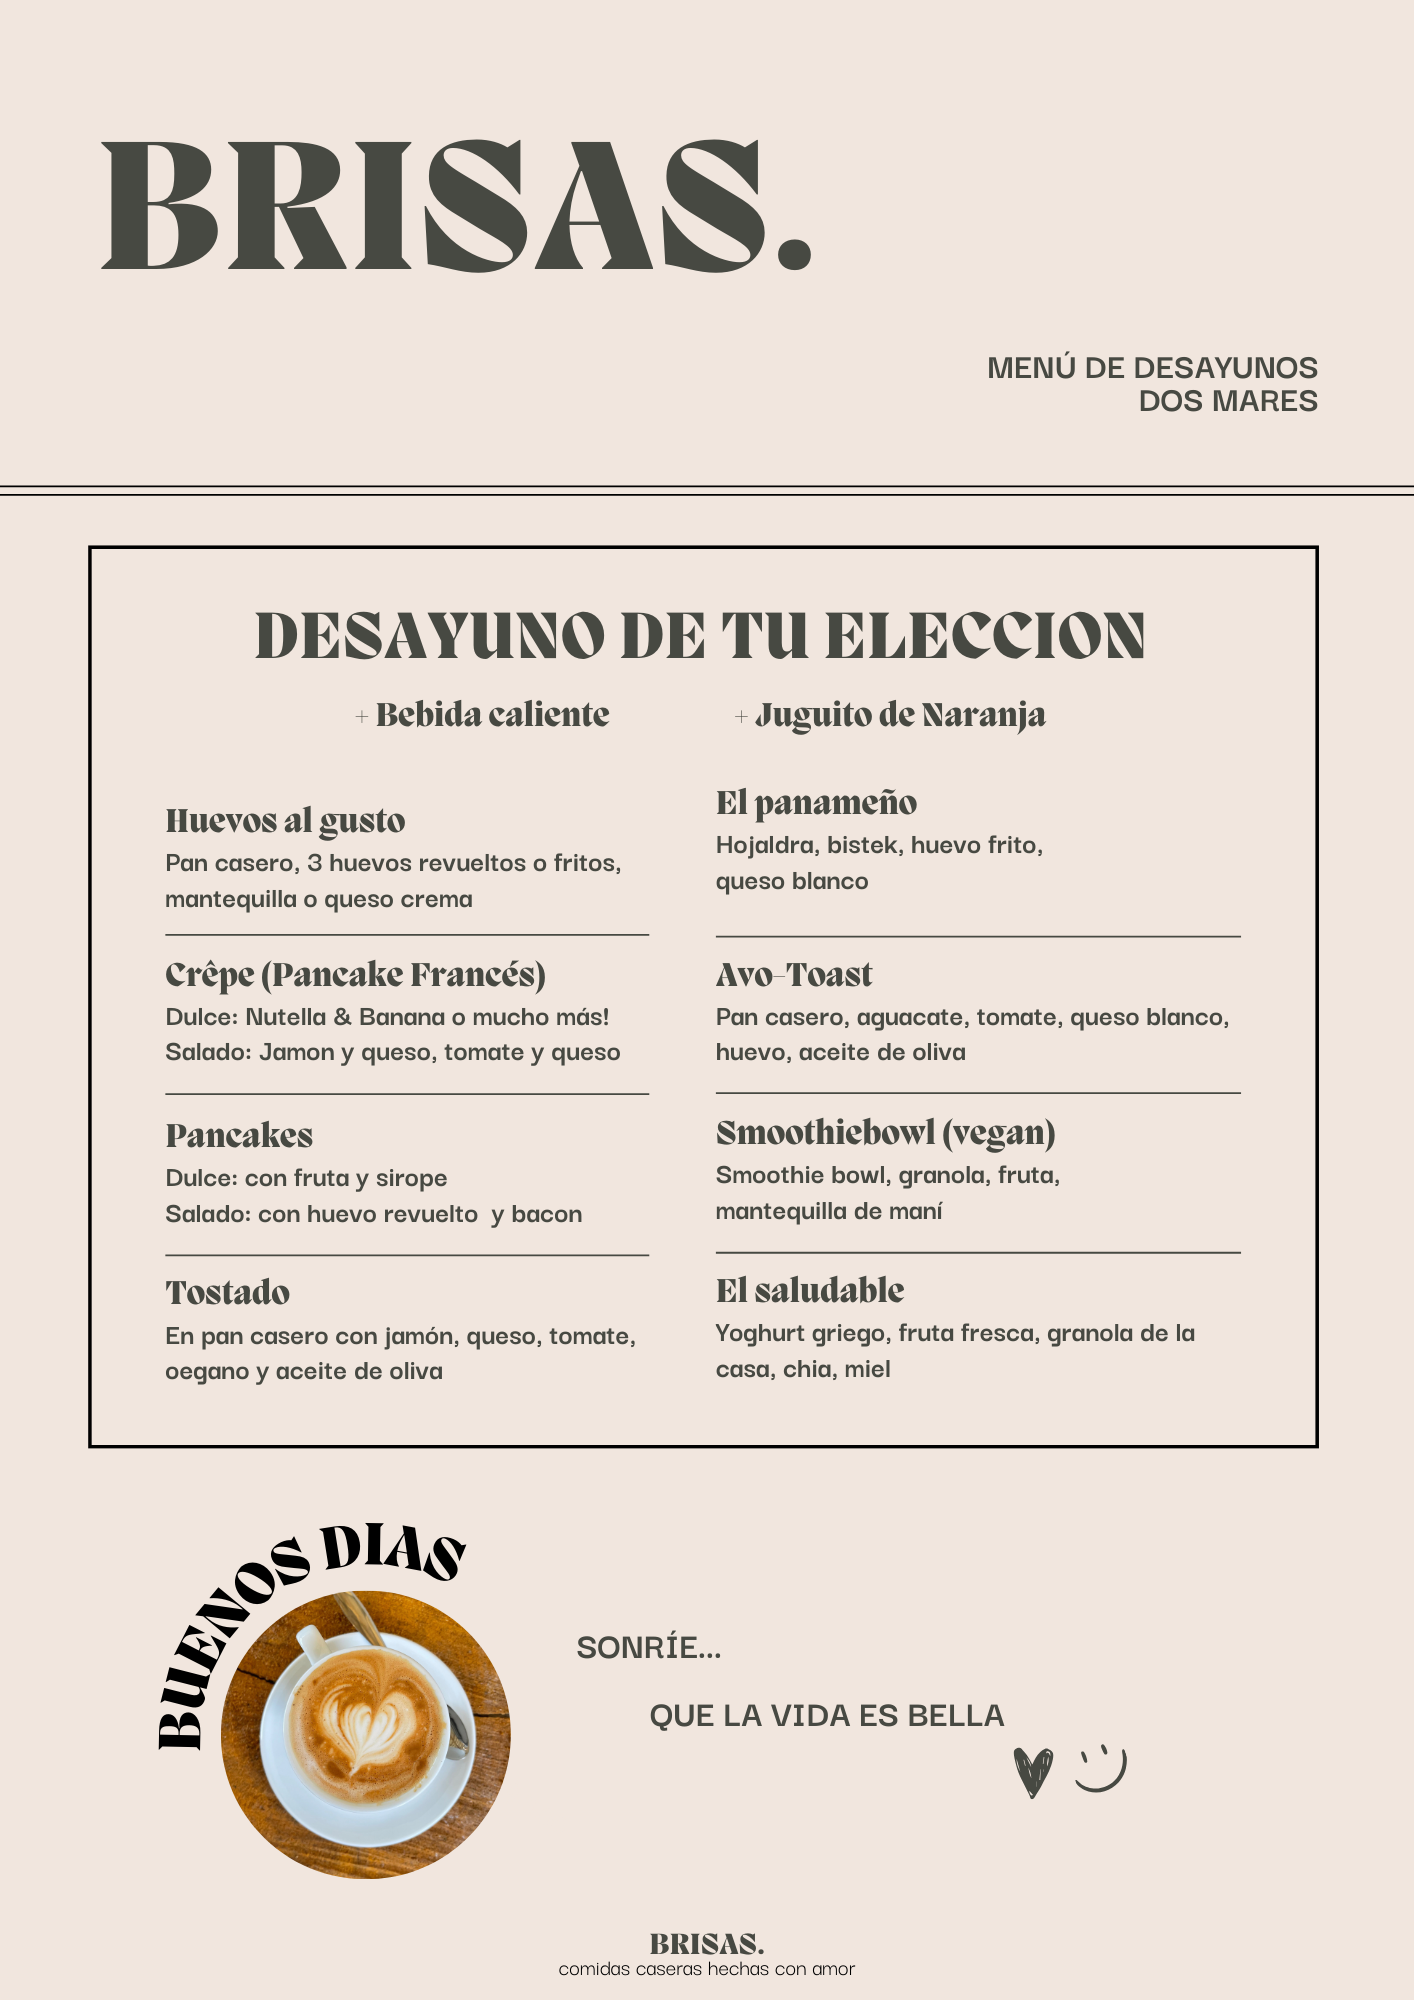 BRISAS.
MENÚ DE DESAYUNOS
DOS MARES
DESAYUNO DE TU ELECCION
+ Bebida caliente
+ Juguito de Naranja
Huevos al gusto
Pan casero, 3 huevos revueltos o fritos,
mantequilla o queso crema
Crêpe (Pancake Francés)
Dulce: Nutella & Banana o mucho más!
Salado: Jamon y queso, tomate y queso
Pancakes
Dulce: con fruta y sirope
Salado: con huevo revuelto  y bacon
Tostado
En pan casero con jamón, queso, tomate,
oegano y aceite de oliva
El panameño
Hojaldra, bistek, huevo frito,
queso blanco
Avo-Toast
Pan casero, aguacate, tomate, queso blanco,
huevo, aceite de oliva
Smoothiebowl (vegan)
Smoothie bowl, granola, fruta,
mantequilla de maní
El saludable
Yoghurt griego, fruta fresca, granola de la
casa, chia, miel
BUENOS DIAS
SONRÍE...
QUE LA VIDA ES BELLA
BRISAS.
comidas caseras hechas con amor